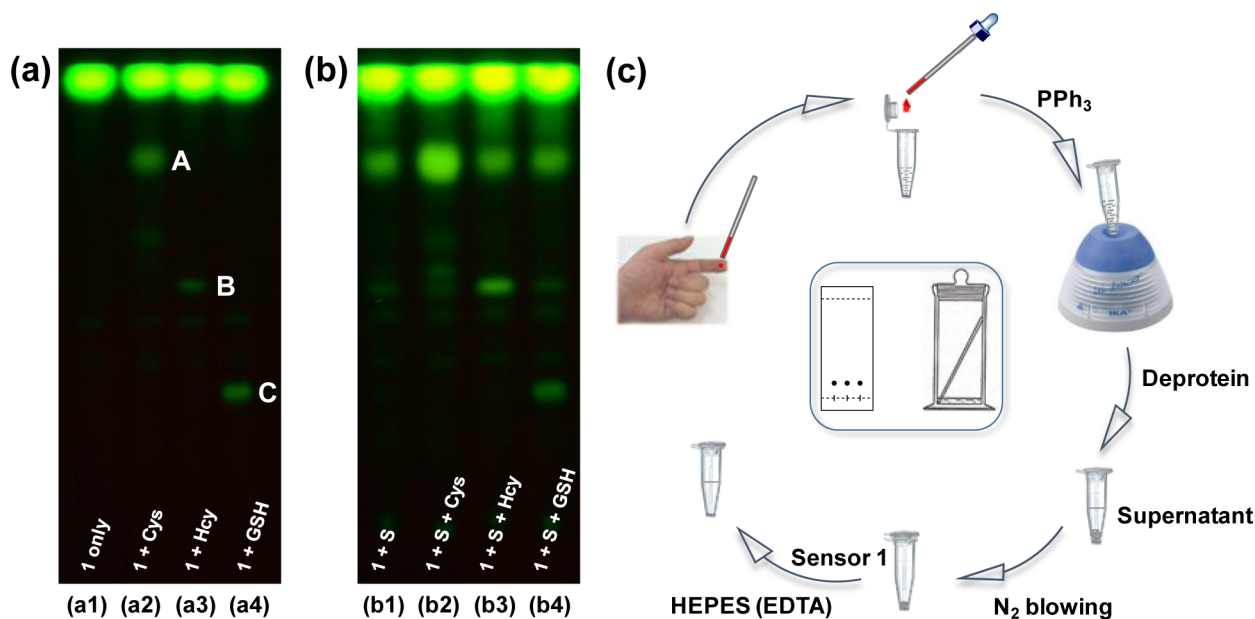 (a)
A
B
C
1 only
1 + Cys
1 + Hcy
1 + GSH
(a1)
(a2)
(a3)
(a4)
(b)
1 + S
1 + S + Cys
1 + S + Hcy
1 + S + GSH
(b1)
(b2)
(b3)
(b4)
(c)
PPh₃
IKA
Deprotein
Supernatant
N₂ blowing
Sensor 1
HEPES (EDTA)